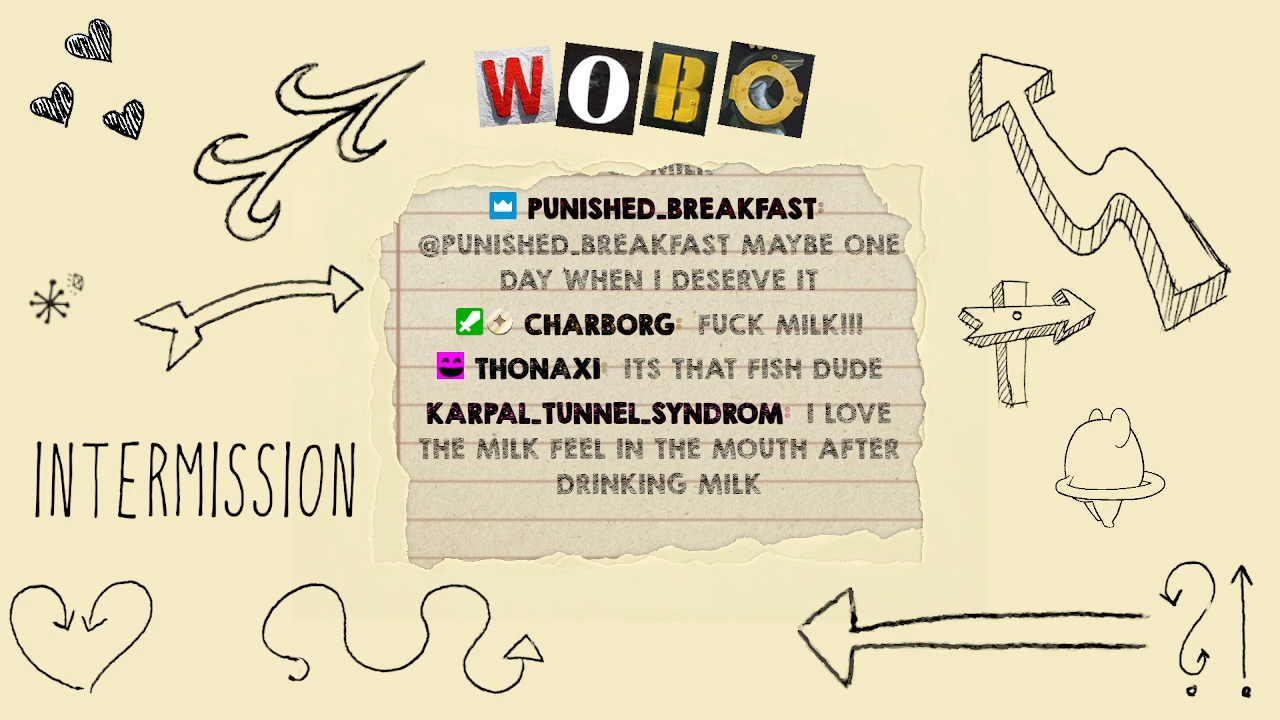 WOBO
PUNISHED_BREAKFAST:
@PUNISHED_BREAKFAST MAYBE ONE
DAY WHEN I DESERVE IT
CHARBORG: FUCK MILK!!!
THONAXI: ITS THAT FISH DUDE
KARPAL_TUNNEL_SYNDROM: I LOVE
THE MILK FEEL IN THE MOUTH AFTER
DRINKING MILK
INTERMISSION
?!